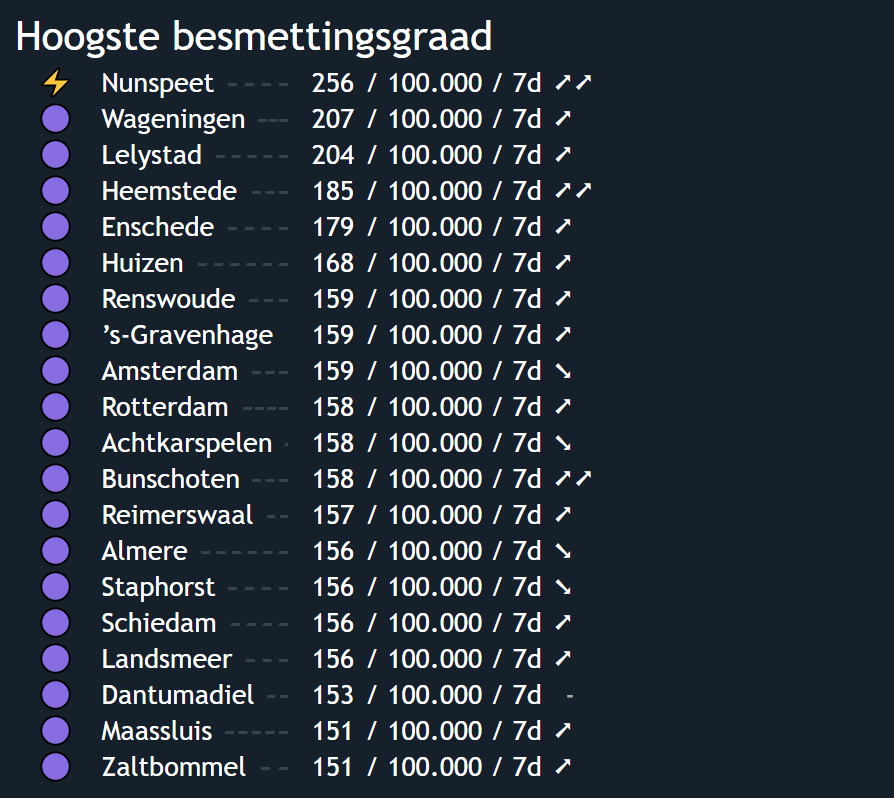 Hoogste besmettingsgraad
⚡ Nunspeet ---- 256 / 100.000 / 7d ➚➚
Wageningen --- 207 / 100.000 / 7d ➚
Lelystad ----- 204 / 100.000 / 7d ➚
Heemstede --- 185 / 100.000 / 7d ➚➚
Enschede ---- 179 / 100.000 / 7d ➚
Huizen ------ 168 / 100.000 / 7d ➚
Renswoude --- 159 / 100.000 / 7d ➚
’s-Gravenhage 159 / 100.000 / 7d ➚
Amsterdam --- 159 / 100.000 / 7d ➘
Rotterdam ---- 158 / 100.000 / 7d ➚
Achtkarspelen · 158 / 100.000 / 7d ➘
Bunschoten --- 158 / 100.000 / 7d ➚➚
Reimerswaal -- 157 / 100.000 / 7d ➚
Almere ------ 156 / 100.000 / 7d ➘
Staphorst ---- 156 / 100.000 / 7d ➘
Schiedam ---- 156 / 100.000 / 7d ➚
Landsmeer --- 156 / 100.000 / 7d ➚
Dantumadiel -- 153 / 100.000 / 7d -
Maassluis ----- 151 / 100.000 / 7d ➚
Zaltbommel -- 151 / 100.000 / 7d ➚